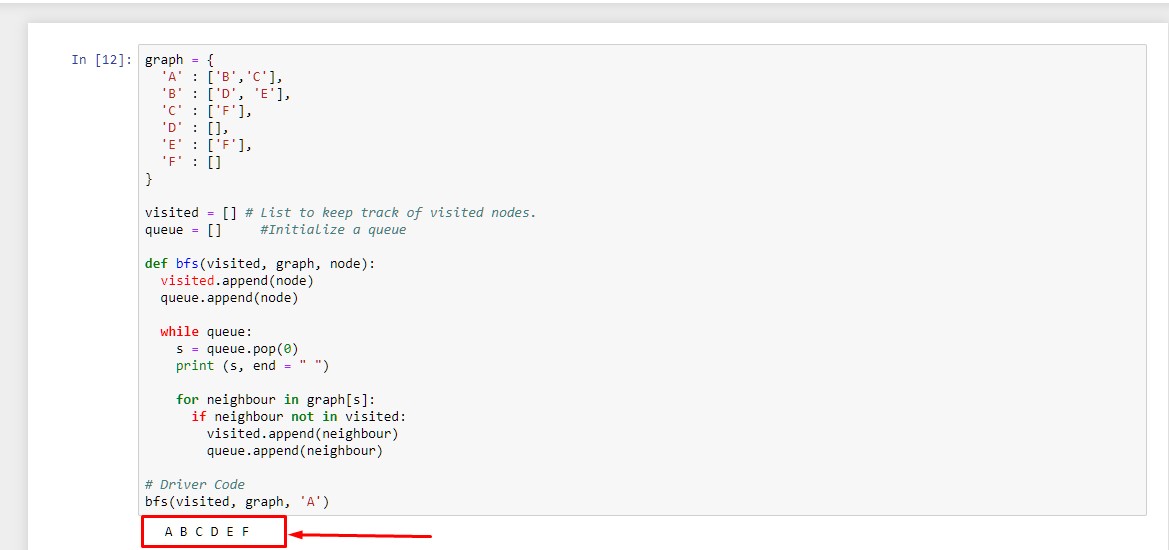 In [12]: graph = {
'A' : ['B','C'],
'B' : ['D', 'E'],
'C' : ['F'],
'D' : [],
'E' : ['F'],
'F' : []
}
visited = [] # List to keep track of visited nodes.
queue = []     #Initialize a queue
def bfs(visited, graph, node):
visited.append(node)
queue.append(node)
while queue:
s = queue.pop(0)
print (s, end = " ")
for neighbour in graph[s]:
if neighbour not in visited:
visited.append(neighbour)
queue.append(neighbour)
# Driver Code
bfs(visited, graph, 'A')
A B C D E F